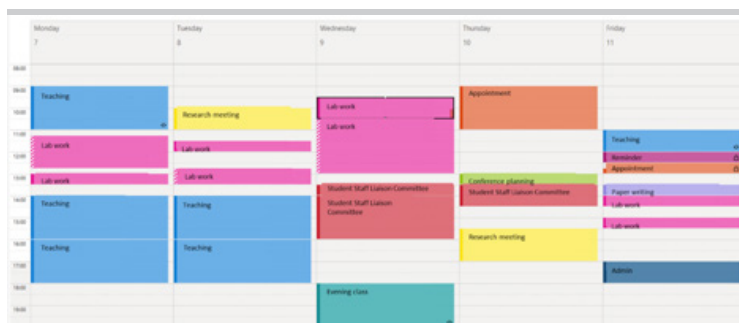 Monday
7
Tuesday
8
Wednesday
9
Thursday
10
Friday
11
08:00
09:00
10:00
11:00
12:00
13:00
14:00
15:00
16:00
17:00
18:00
19:00
Teaching
Lab work
Lab work
Teaching
Teaching
Research meeting
Lab work
Lab work
Teaching
Teaching
Lab work
Lab work
Student Staff Liaison Committee
Student Staff Liaison
Committee
Evening class
Appointment
Conference planning
Student Staff Liaison Committee
Research meeting
Teaching
Reminder
Appointment
Paper writing
Lab work
Lab work
Admin